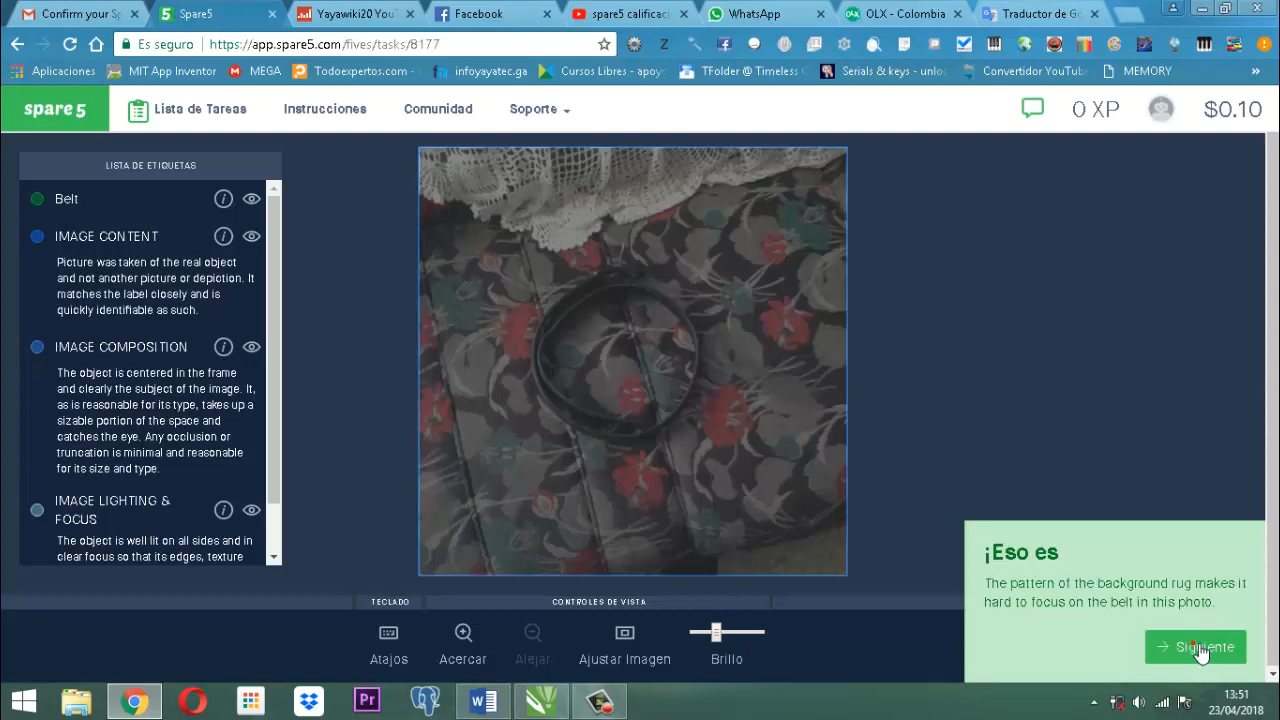 Confirm your Sp
Spare5
Yayawiki20 YouT
Facebook
spare5 calificaci
WhatsApp
OLX - Colombia
Traductor de Go
Es seguro
https://app.spare5.com/fives/tasks/8177
Aplicaciones
MIT App Inventor
MEGA
Todoexpertos.com -
infoyayatec.ga
Cursos Libres - apoy
TFolder @ Timeless
Serials & keys - unlo
Convertidor YouTub
MEMORY
»
spare5
Lista de Tareas
Instrucciones
Comunidad
Soporte
0 XP
$0.10
LISTA DE ETIQUETAS
Belt
IMAGE CONTENT
Picture was taken of the real object
and not another picture or depiction. It
matches the label closely and is
quickly identifiable as such.
IMAGE COMPOSITION
The object is centered in the frame
and clearly the subject of the image. It,
as is reasonable for its type, takes up a
sizable portion of the space and
catches the eye. Any occlusion or
truncation is minimal and reasonable
for its size and type.
IMAGE LIGHTING &
FOCUS
The object is well lit on all sides and in
clear focus so that its edges, texture
¡Eso es
The pattern of the background rug makes it
hard to focus on the belt in this photo.
Siguiente
TECLADO
CONTROLES DE VISTA
Atajos
Acercar
Alejar
Ajustar Imagen
Brillo
13:51
23/04/2018